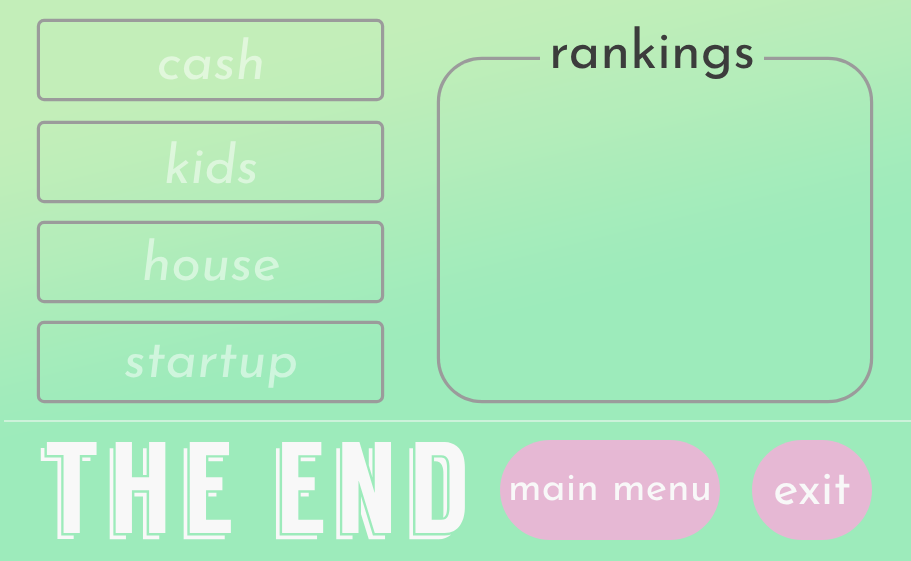 cash
kids
house
startup
rankings
THE END
main menu
exit